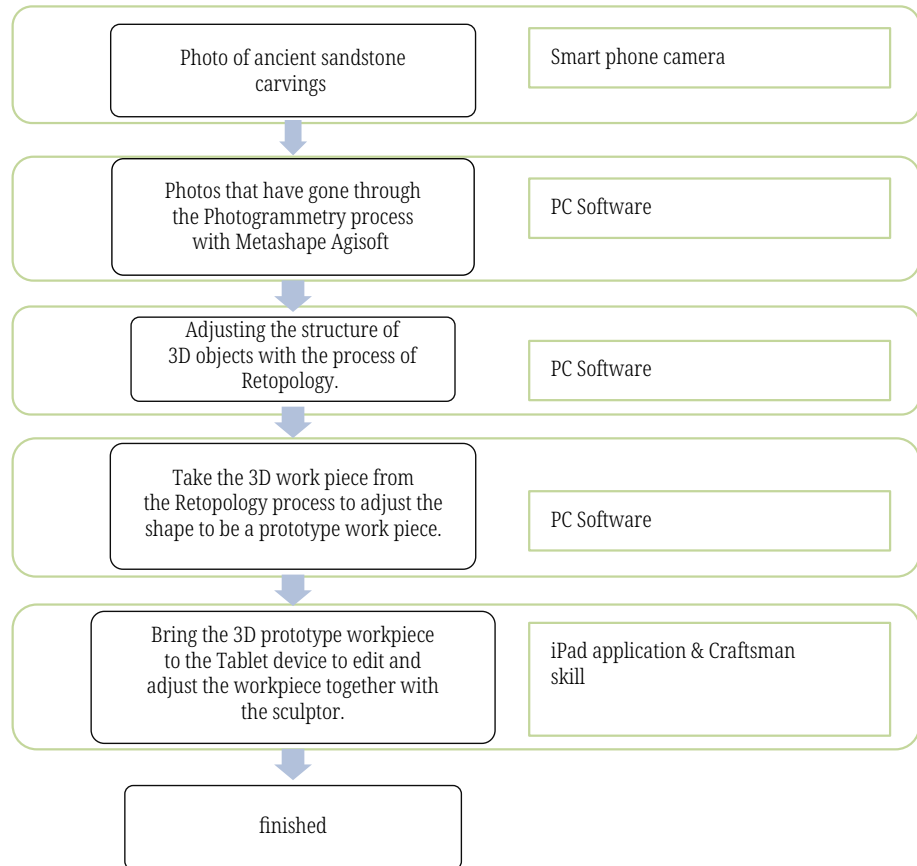 Photo of ancient sandstone
carvings
Smart phone camera
Photos that have gone through
the Photogrammetry process
with Metashape Agisoft
PC Software
Adjusting the structure of
3D objects with the process of
Retopology.
PC Software
Take the 3D work piece from
the Retopology process to adjust the
shape to be a prototype work piece.
PC Software
Bring the 3D prototype workpiece
to the Tablet device to edit and
adjust the workpiece together with
the sculptor.
iPad application & Craftsman
skill
finished